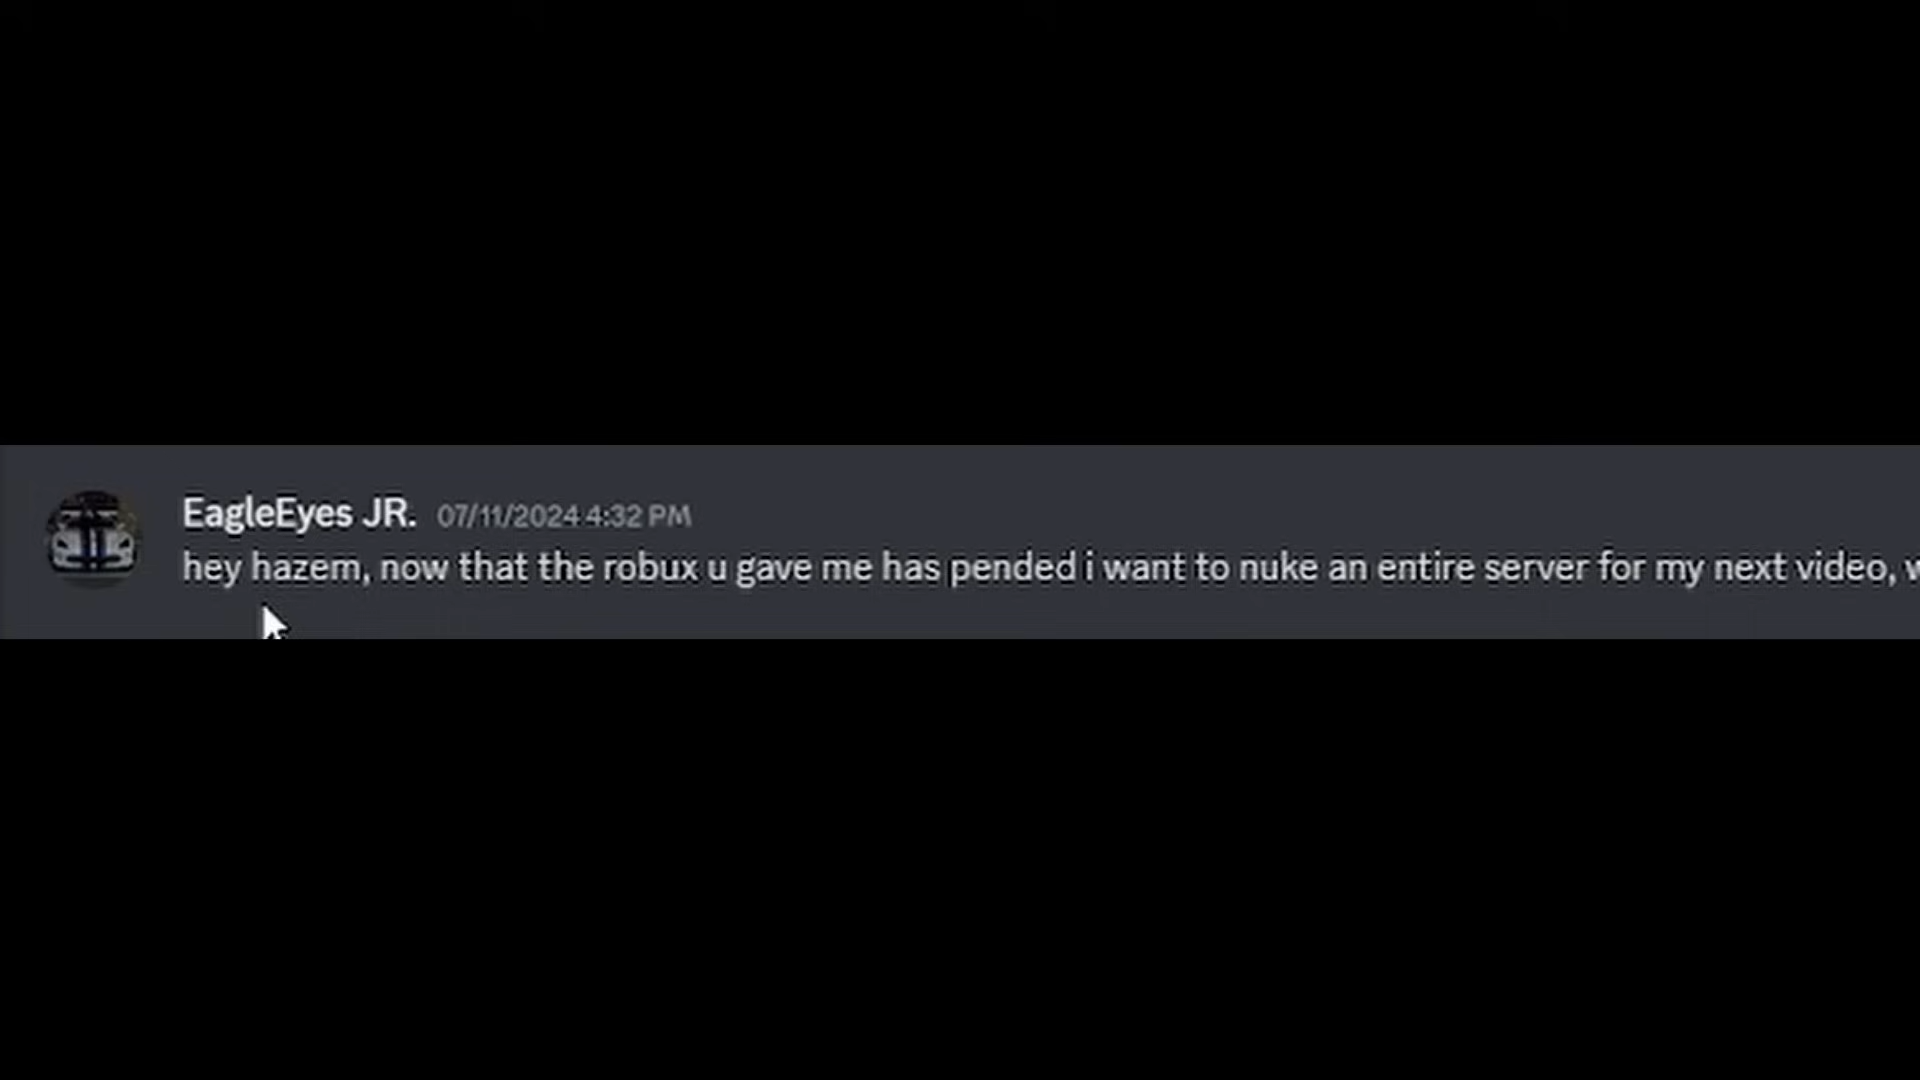 EagleEyes JR. 07/11/2024 4:32 PM
hey hazem, now that the robux u gave me has pended i want to nuke an entire server for my next video,